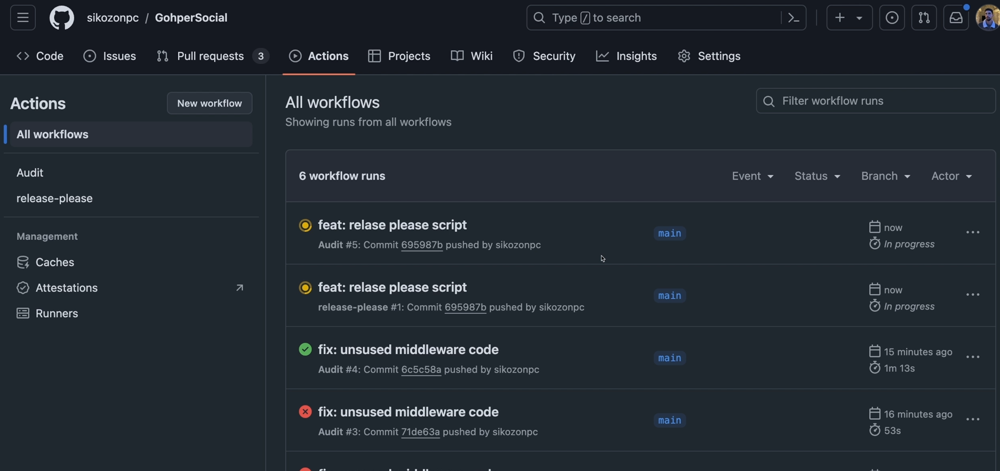 sikozonpc / GohperSocial
Type / to search
Code
Issues
Pull requests 3
Actions
Projects
Wiki
Security
Insights
Settings
Actions
New workflow
All workflows
Audit
release-please
Management
Caches
Attestations
Runners
All workflows
Showing runs from all workflows
Filter workflow runs
6 workflow runs
Event
Status
Branch
Actor
feat: relase please script
Audit #5: Commit 695987b pushed by sikozonpc
main
now
In progress
feat: relase please script
release-please #1: Commit 695987b pushed by sikozonpc
main
now
In progress
fix: unsused middleware code
Audit #4: Commit 6c5c58a pushed by sikozonpc
main
15 minutes ago
1m 13s
fix: unsused middleware code
Audit #3: Commit 71de63a pushed by sikozonpc
main
16 minutes ago
53s